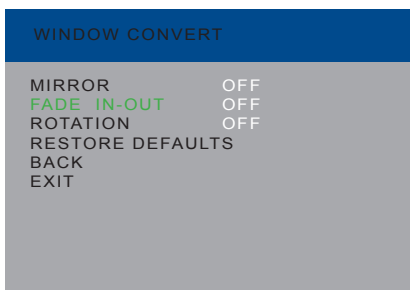 WINDOW CONVERT
MIRROR OFF
FADE IN-OUT OFF
ROTATION OFF
RESTORE DEFAULTS
BACK
EXIT